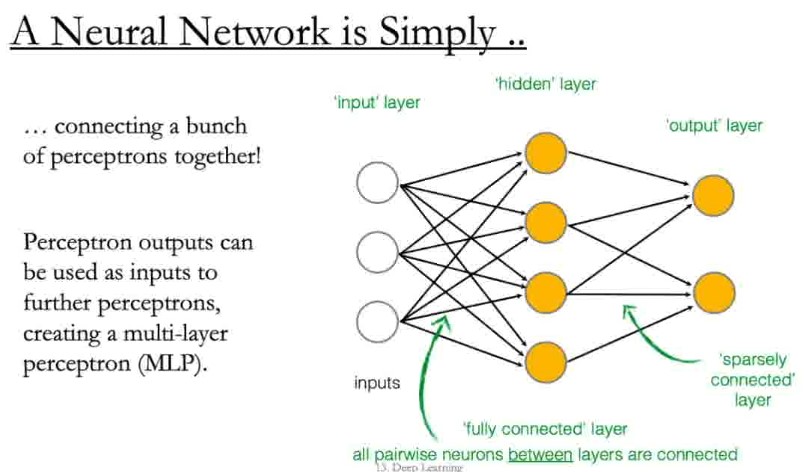 A Neural Network is Simply ..
… connecting a bunch
of perceptrons together!
Perceptron outputs can
be used as inputs to
further perceptrons,
creating a multi-layer
perceptron (MLP).
'input' layer
'hidden' layer
'output' layer
inputs
'sparsely
connected'
layer
'fully connected' layer
all pairwise neurons between layers are connected
13. Deep Learning